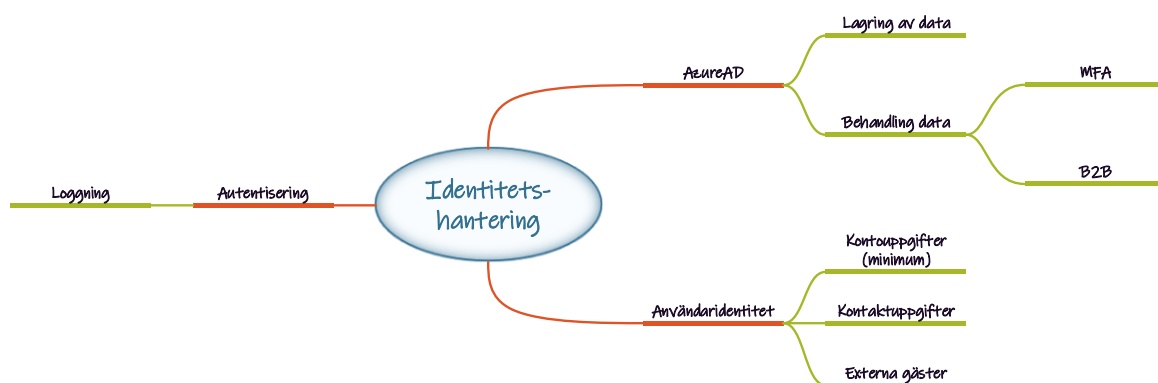 Lagring av data
AzureAD
MFA
Behandling data
B2B
Loggning
Autentisering
Identitets-
hantering
Kontouppgifter
(minimum)
Användaridentitet
Kontaktuppgifter
Externa gäster